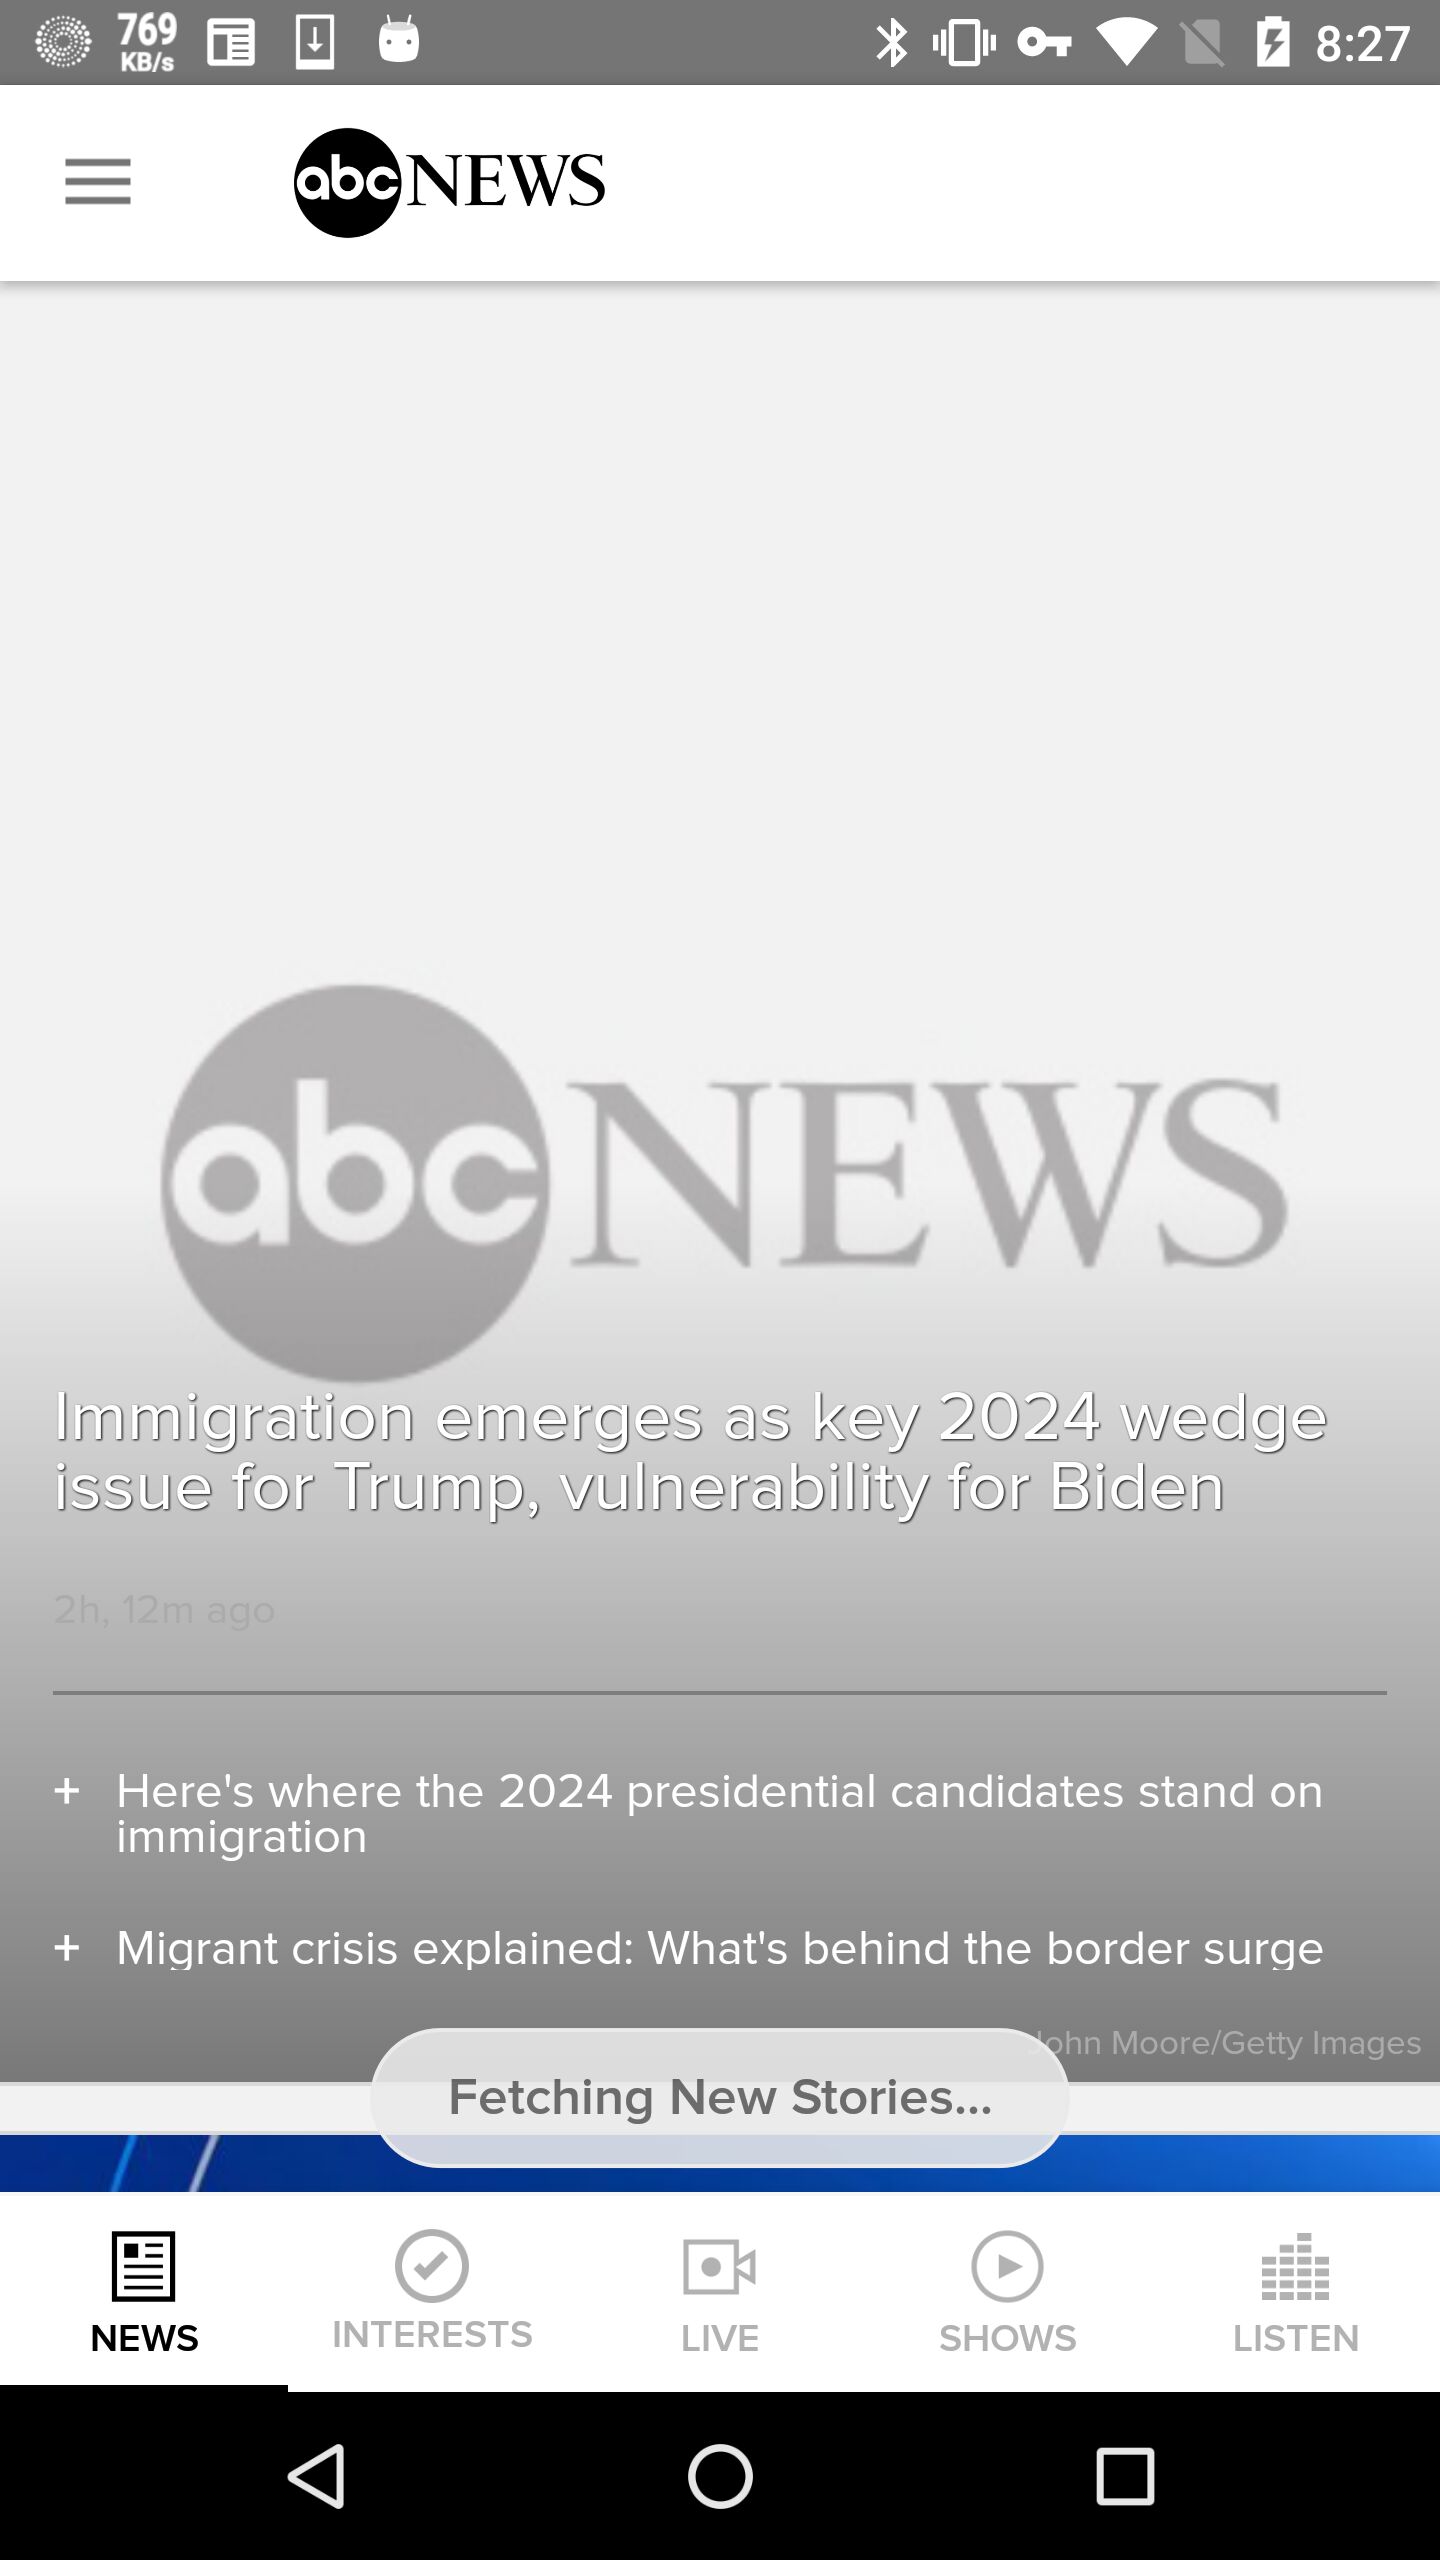 769
KB/s
8:27
abc NEWS
abc NEWS
Immigration emerges as key 2024 wedge
issue for Trump, vulnerability for Biden
2h, 12m ago
+ Here's where the 2024 presidential candidates stand on
immigration
+ Migrant crisis explained: What's behind the border surge
John Moore/Getty Images
Fetching New Stories...
NEWS
INTERESTS
LIVE
SHOWS
LISTEN